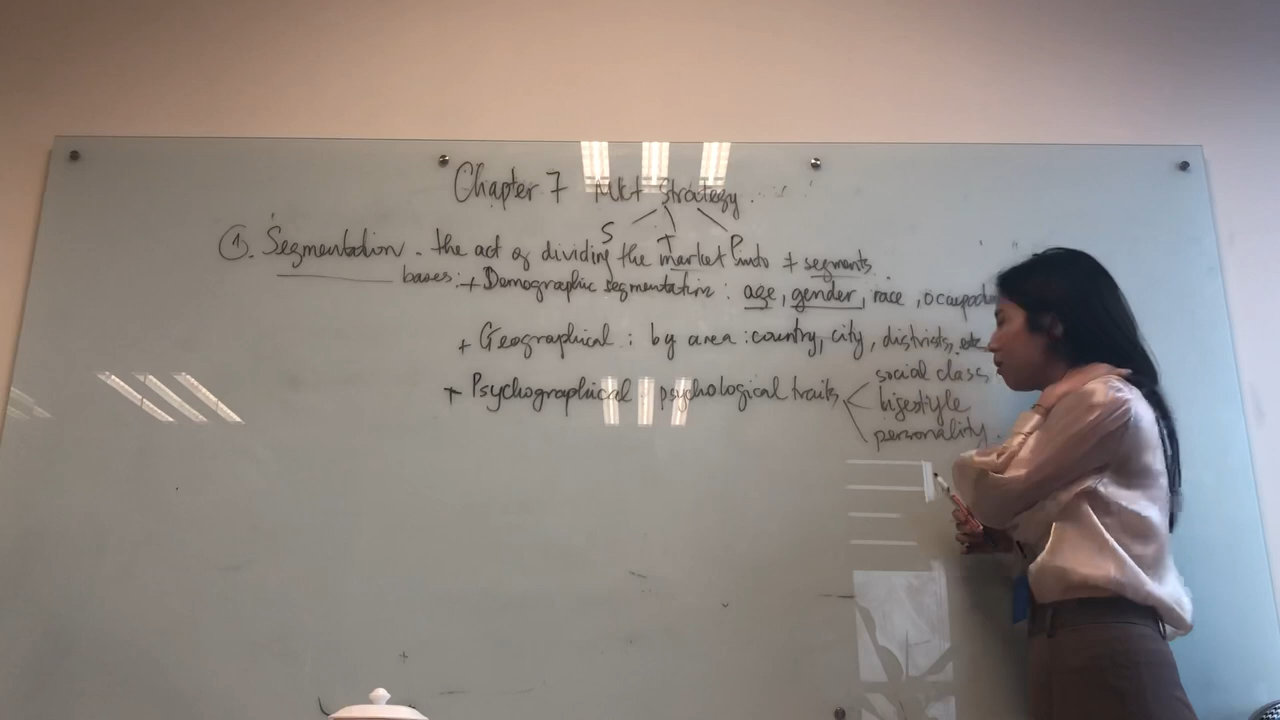 Chapter 7 Mkt Strategy
S T P
①. Segmentation - the act of dividing the market into ≠ segments.
bases: + Demographic segmentation: age, gender, race, occupation
+ Geographical: by area: country, city, districts, etc
+ Psychographical: psychological traits
social class
lifestyle
personality.